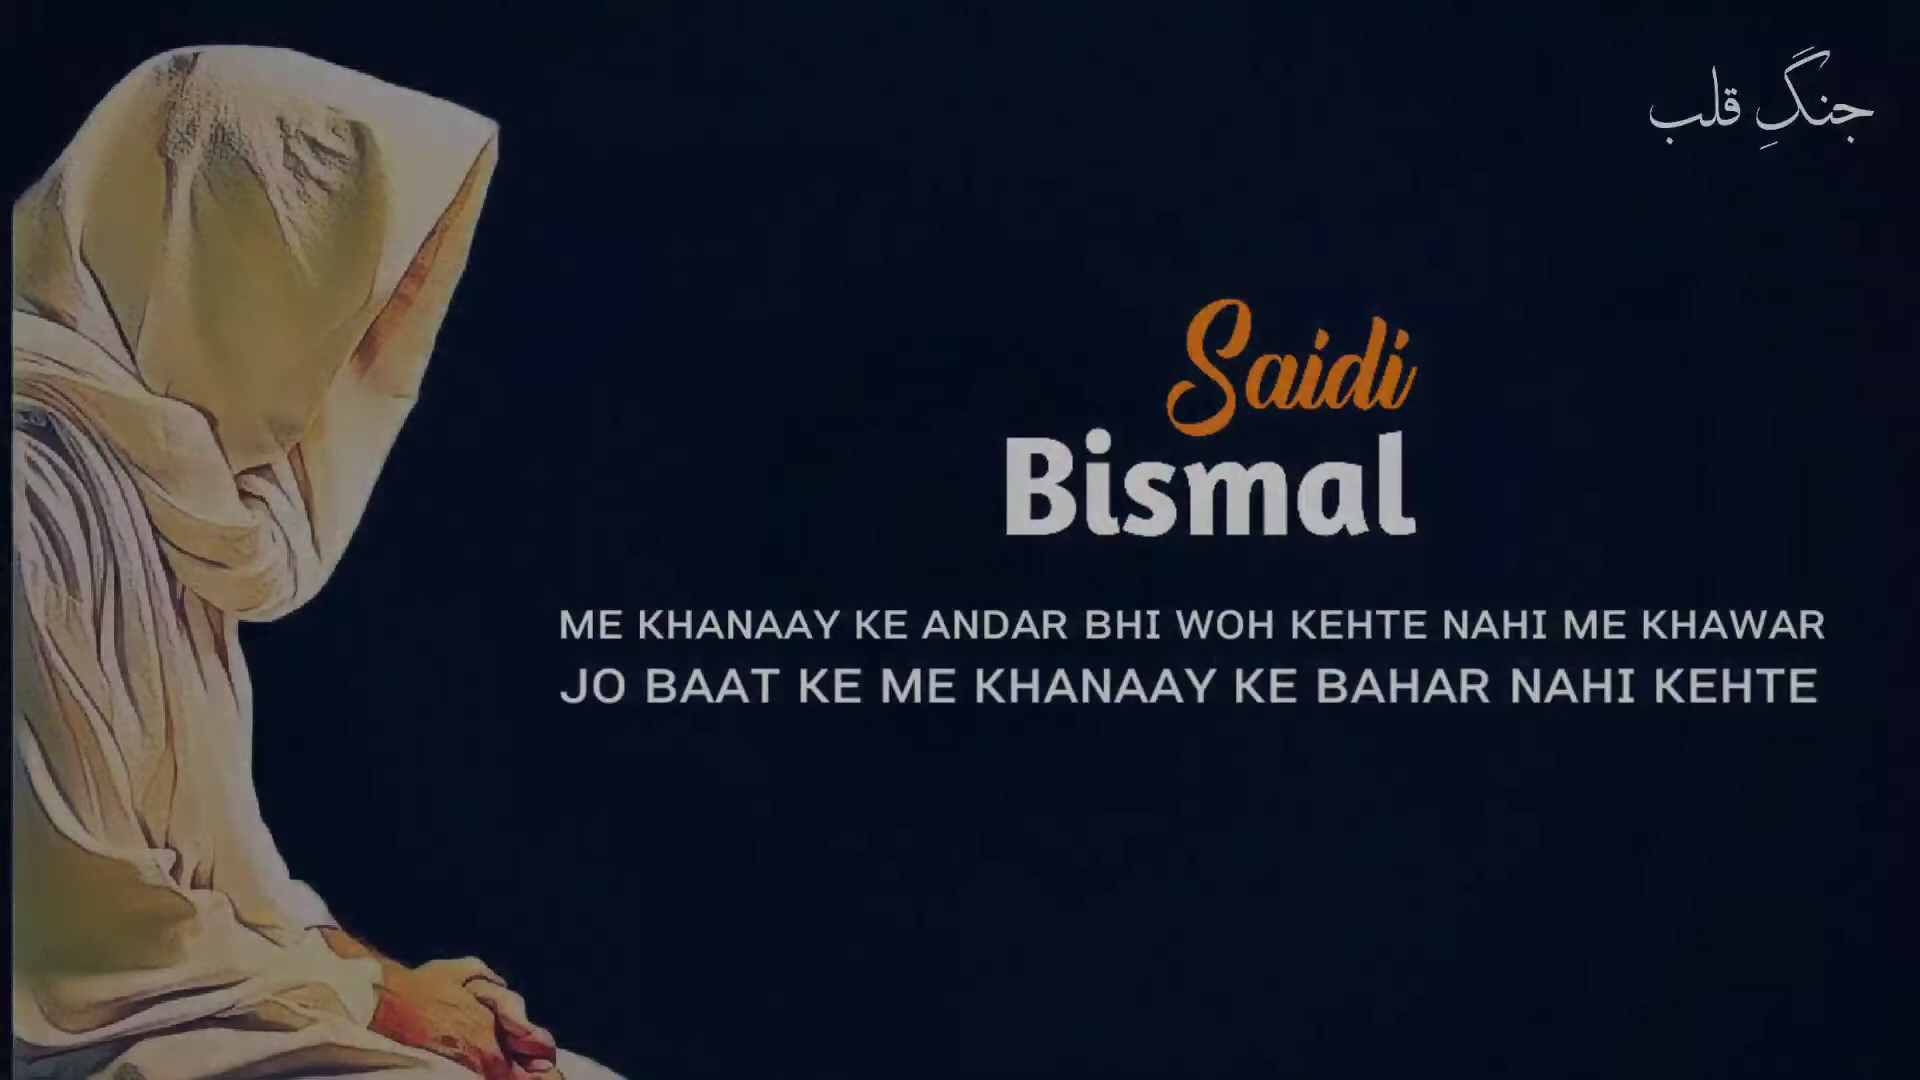 جنگِ قلب
Saidi
Bismal
ME KHANAAY KE ANDAR BHI WOH KEHTE NAHI ME KHAWAR
JO BAAT KE ME KHANAAY KE BAHAR NAHI KEHTE